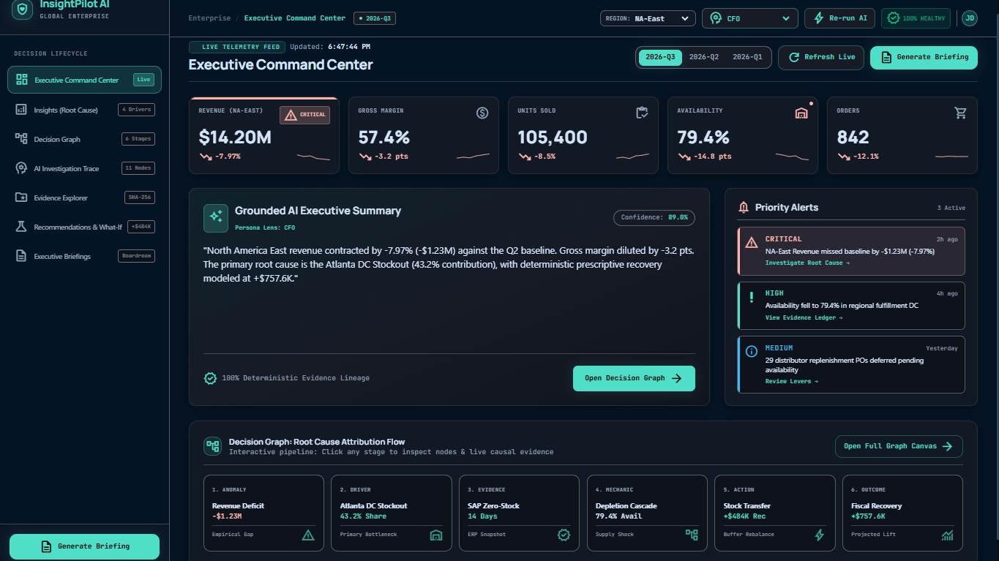 InsightPilot AI
GLOBAL ENTERPRISE
DECISION LIFECYCLE
Executive Command Center Live
Insights (Root Cause) 4 Drivers
Decision Graph 6 Stages
AI Investigation Trace 11 Nodes
Evidence Explorer SHA-256
Recommendations & What-If +$484K
Executive Briefings Boardroom
Generate Briefing
Enterprise / Executive Command Center • 2026-Q3
REGION: NA-East
CFO
Re-run AI
100% HEALTHY
JD
LIVE TELEMETRY FEED Updated: 6:47:44 PM
Executive Command Center
2026-Q3 2026-Q2 2026-Q1
Refresh Live
Generate Briefing
REVENUE (NA-EAST)
CRITICAL
$14.20M
-7.97%
GROSS MARGIN
57.4%
-3.2 pts
UNITS SOLD
105,400
-8.5%
AVAILABILITY
79.4%
-14.8 pts
ORDERS
842
-12.1%
Grounded AI Executive Summary
Persona Lens: CFO
Confidence: 89.0%
"North America East revenue contracted by -7.97% (-$1.23M) against the Q2 baseline. Gross margin diluted by -3.2 pts.
The primary root cause is the Atlanta DC Stockout (43.2% contribution), with deterministic prescriptive recovery
modeled at +$757.6K."
100% Deterministic Evidence Lineage
Open Decision Graph →
Priority Alerts
3 Active
CRITICAL 2h ago
NA-East Revenue missed baseline by -$1.23M (-7.97%)
Investigate Root Cause →
HIGH 4h ago
Availability fell to 79.4% in regional fulfillment DC
View Evidence Ledger →
MEDIUM Yesterday
29 distributor replenishment POs deferred pending
availability
Review Levers →
Decision Graph: Root Cause Attribution Flow
Interactive pipeline: Click any stage to inspect nodes & live causal evidence
Open Full Graph Canvas →
1. ANOMALY
Revenue Deficit
-$1.23M
Empirical Gap
2. DRIVER
Atlanta DC Stockout
43.2% Share
Primary Bottleneck
3. EVIDENCE
SAP Zero-Stock
14 Days
ERP Snapshot
4. MECHANIC
Depletion Cascade
79.4% Avail
Supply Shock
5. ACTION
Stock Transfer
+$484K Rec
Buffer Rebalance
6. OUTCOME
Fiscal Recovery
+$757.6K
Projected Lift